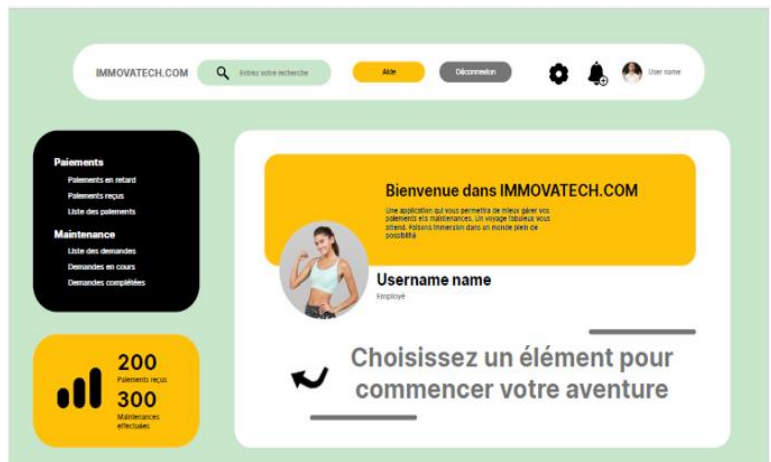 IMMOVATECH.COM
Entrez votre recherche
Aide
Déconnexion
User name
Paiements
Paiements en retard
Paiements reçus
Liste des paiements
Maintenance
Liste des demandes
Demandes en cours
Demandes complétées
200
Paiements reçus
300
Maintenances
effectuées
Bienvenue dans IMMOVATECH.COM
Une application qui vous permettra de mieux gérer vos
paiements ets maintenances. Un voyage fabuleux vous
attend. Faisons immersion dans un monde plein de
possibilité
Username name
Employé
Choisissez un élément pour
commencer votre aventure